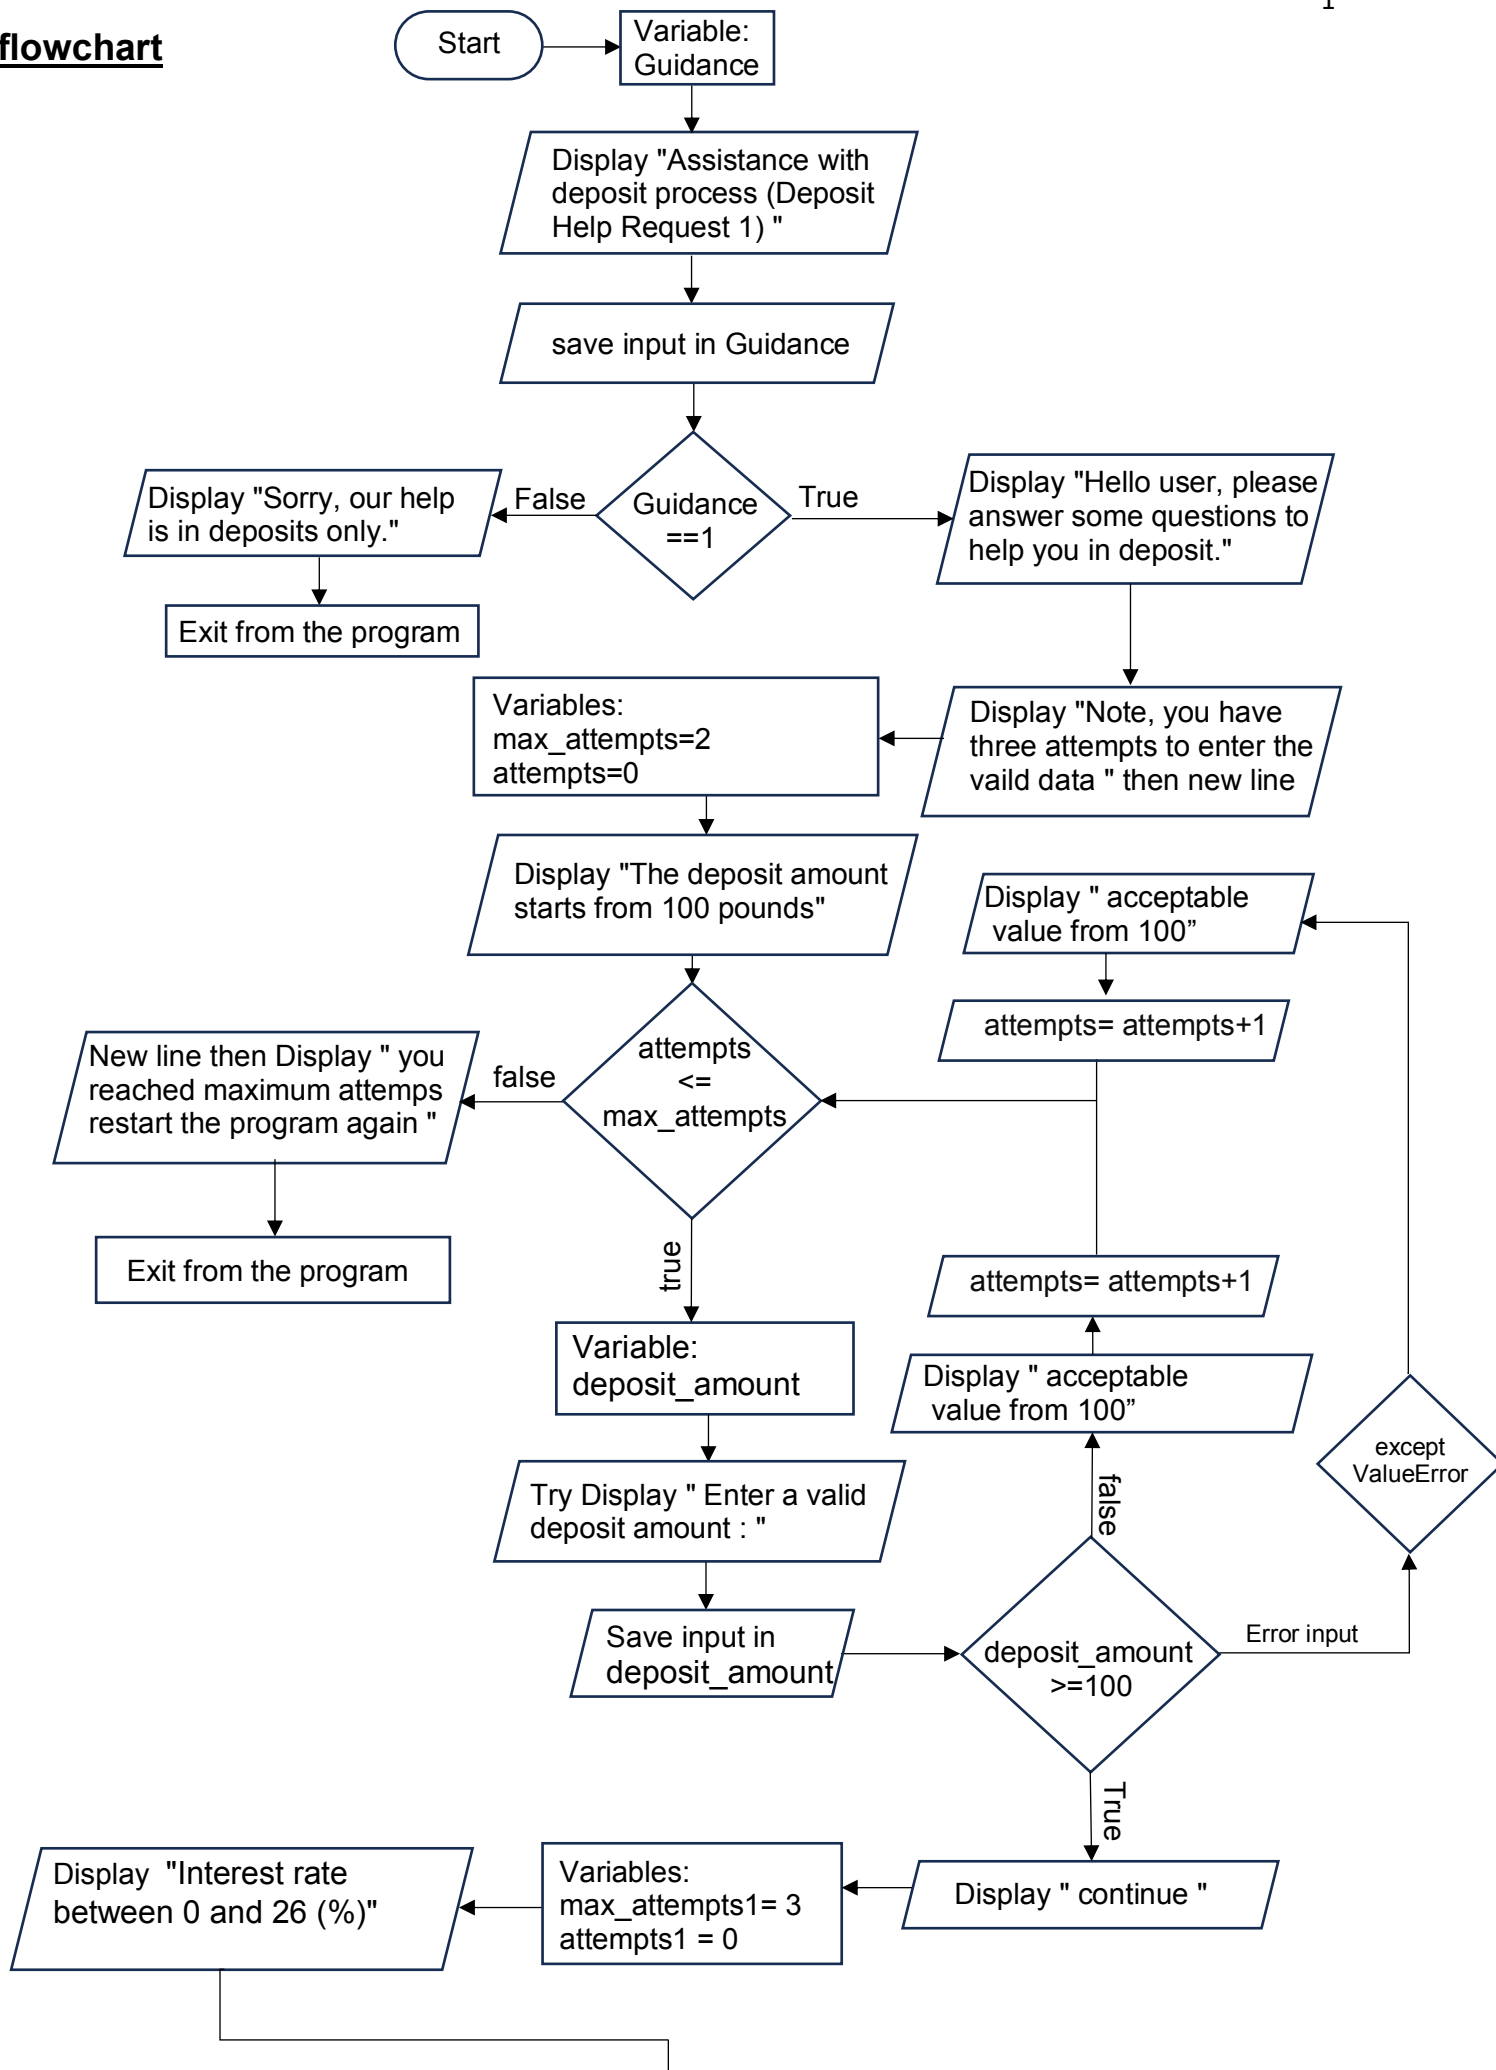 1
flowchart
Start
Variable:
Guidance
Display "Assistance with
deposit process (Deposit
Help Request 1) "
save input in Guidance
Guidance
==1
False
True
Display "Sorry, our help
is in deposits only."
Exit from the program
Display "Hello user, please
answer some questions to
help you in deposit."
Display "Note, you have
three attempts to enter the
vaild data " then new line
Variables:
max_attempts=2
attempts=0
Display "The deposit amount
starts from 100 pounds"
Display " acceptable
value from 100”
attempts= attempts+1
attempts
<=
max_attempts
false
New line then Display " you
reached maximum attemps
restart the program again "
Exit from the program
true
attempts= attempts+1
Variable:
deposit_amount
Display " acceptable
value from 100”
except
ValueError
Try Display " Enter a valid
deposit amount : "
false
Save input in
deposit_amount
deposit_amount
>=100
Error input
True
Display " continue "
Variables:
max_attempts1= 3
attempts1 = 0
Display "Interest rate
between 0 and 26 (%)"